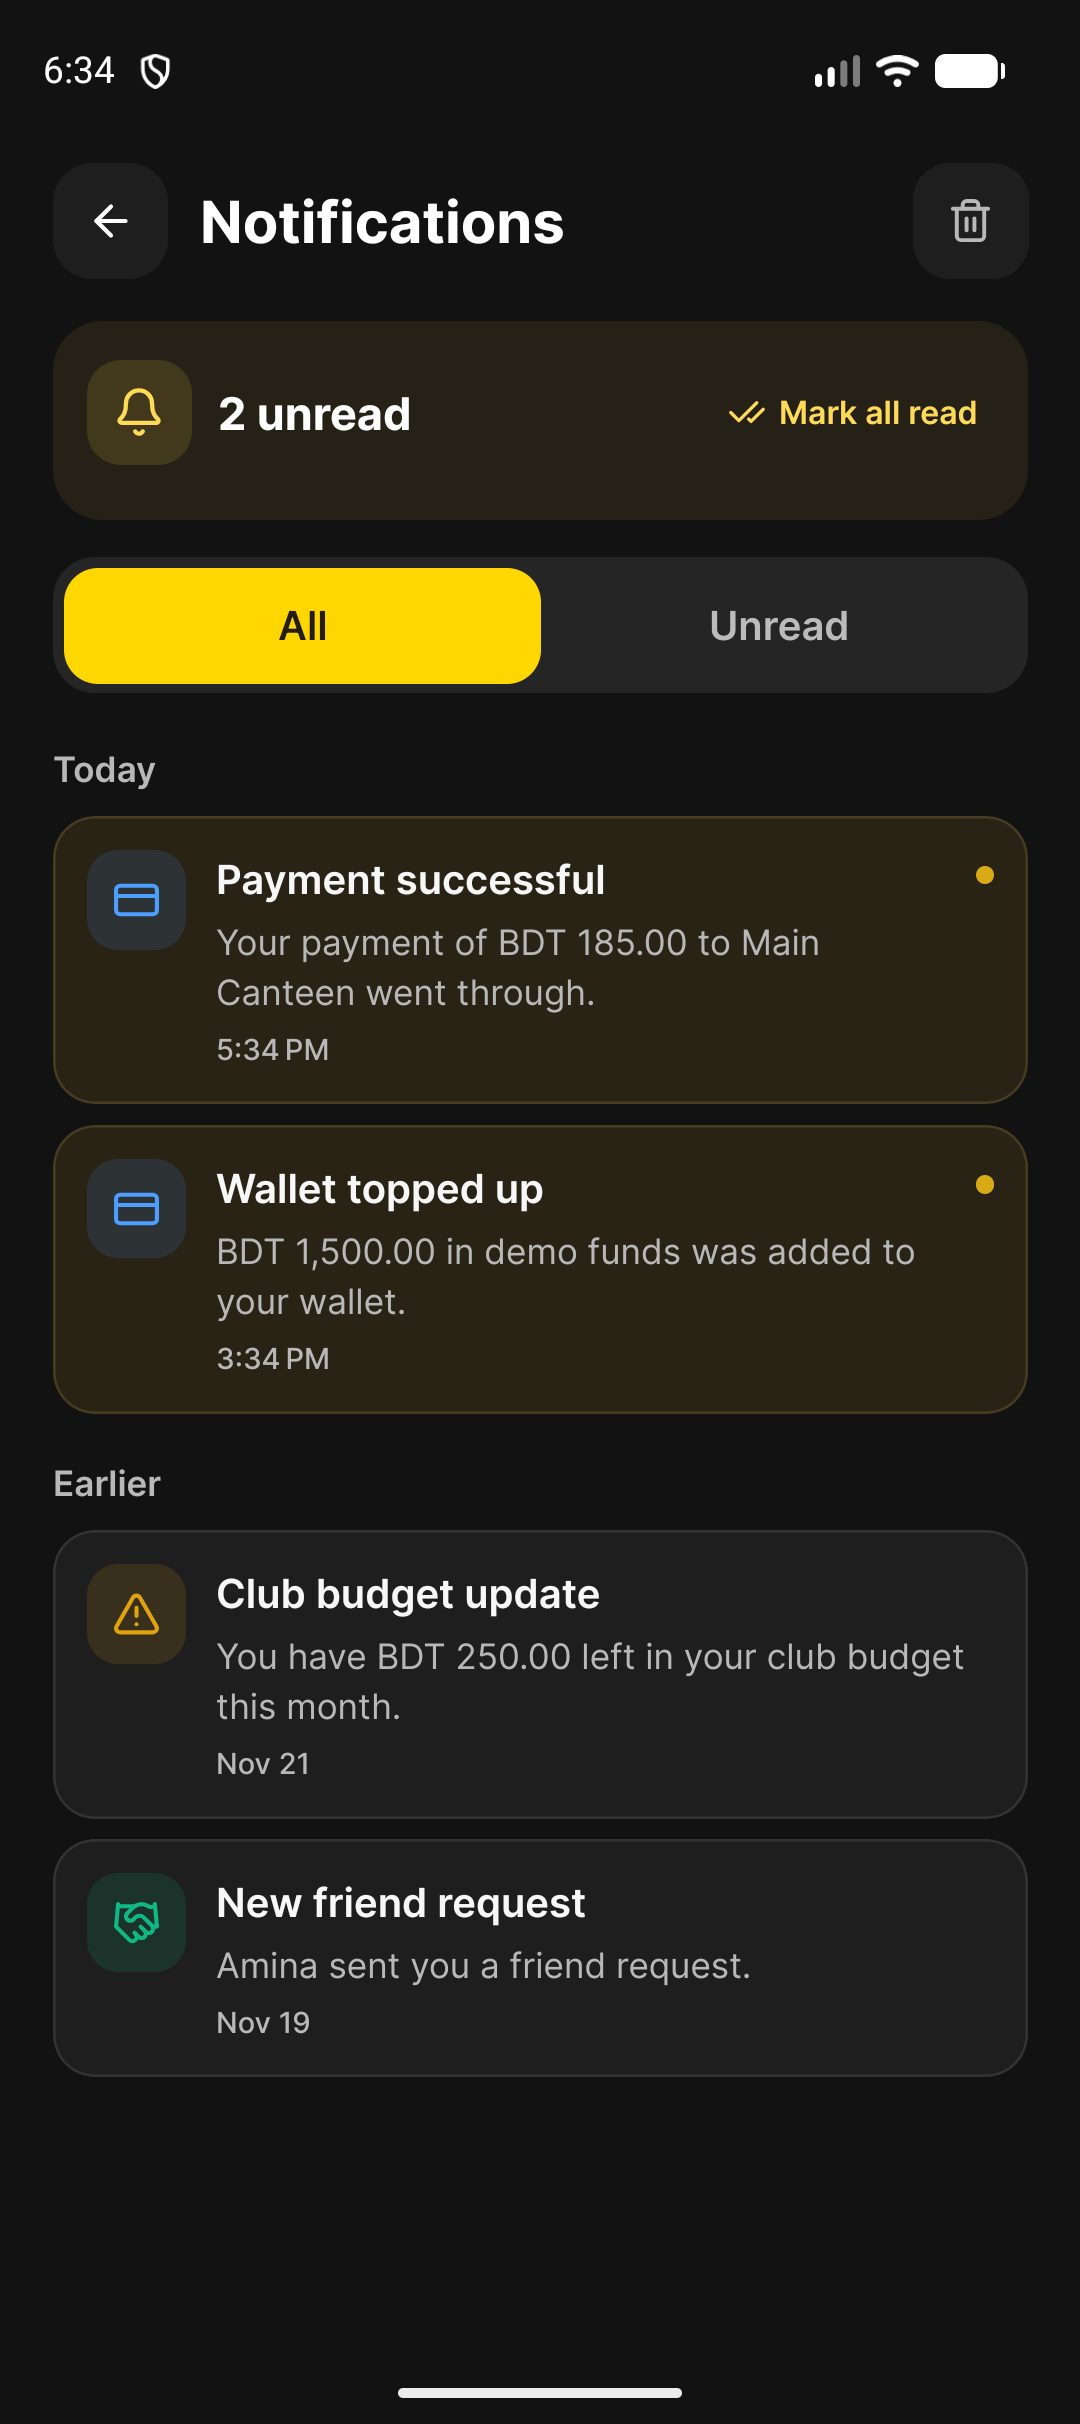 6:34
Notifications
2 unread
Mark all read
All
Unread
Today
Payment successful
Your payment of BDT 185.00 to Main
Canteen went through.
5:34 PM
Wallet topped up
BDT 1,500.00 in demo funds was added to
your wallet.
3:34 PM
Earlier
Club budget update
You have BDT 250.00 left in your club budget
this month.
Nov 21
New friend request
Amina sent you a friend request.
Nov 19